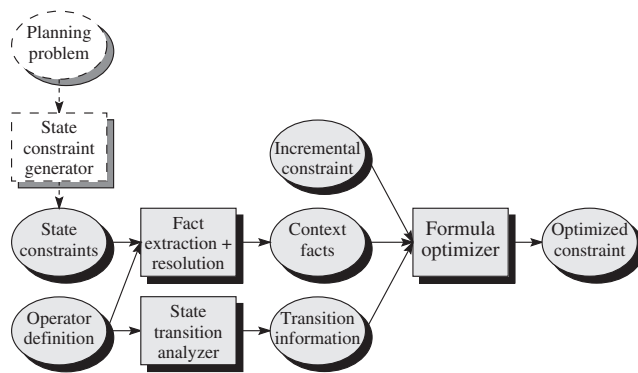 Planning
problem
State
constraint
generator
Incremental
constraint
State
constraints
Fact
extraction +
resolution
Context
facts
Formula
optimizer
Optimized
constraint
Operator
definition
State
transition
analyzer
Transition
information